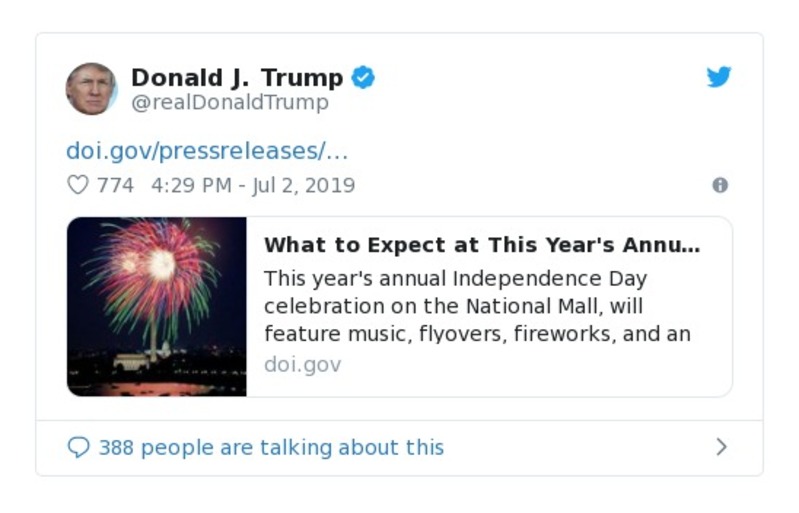 Donald J. Trump
@realDonaldTrump
doi.gov/pressreleases/...
774 4:29 PM - Jul 2, 2019
What to Expect at This Year's Annu...
This year's annual Independence Day
celebration on the National Mall, will
feature music, flyovers, fireworks, and an
doi.gov
388 people are talking about this